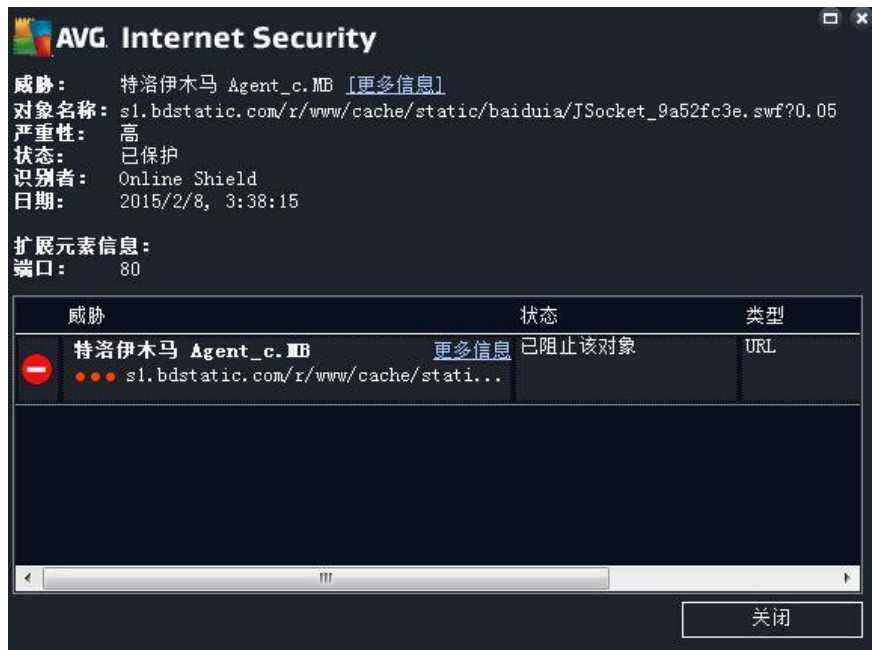 AVG. Internet Security
威胁： 特洛伊木马 Agent_c.MB [更多信息]
对象名称： s1.bdstatic.com/r/www/cache/static/baiduia/JSocket_9a52fc3e.swf?0.05
严重性： 高
状态： 已保护
识别者： Online Shield
日期： 2015/2/8, 3:38:15
扩展元素信息：
端口： 80
威胁 状态 类型
特洛伊木马 Agent_c.MB 更多信息 已阻止该对象 URL
s1.bdstatic.com/r/www/cache/stati...
关闭